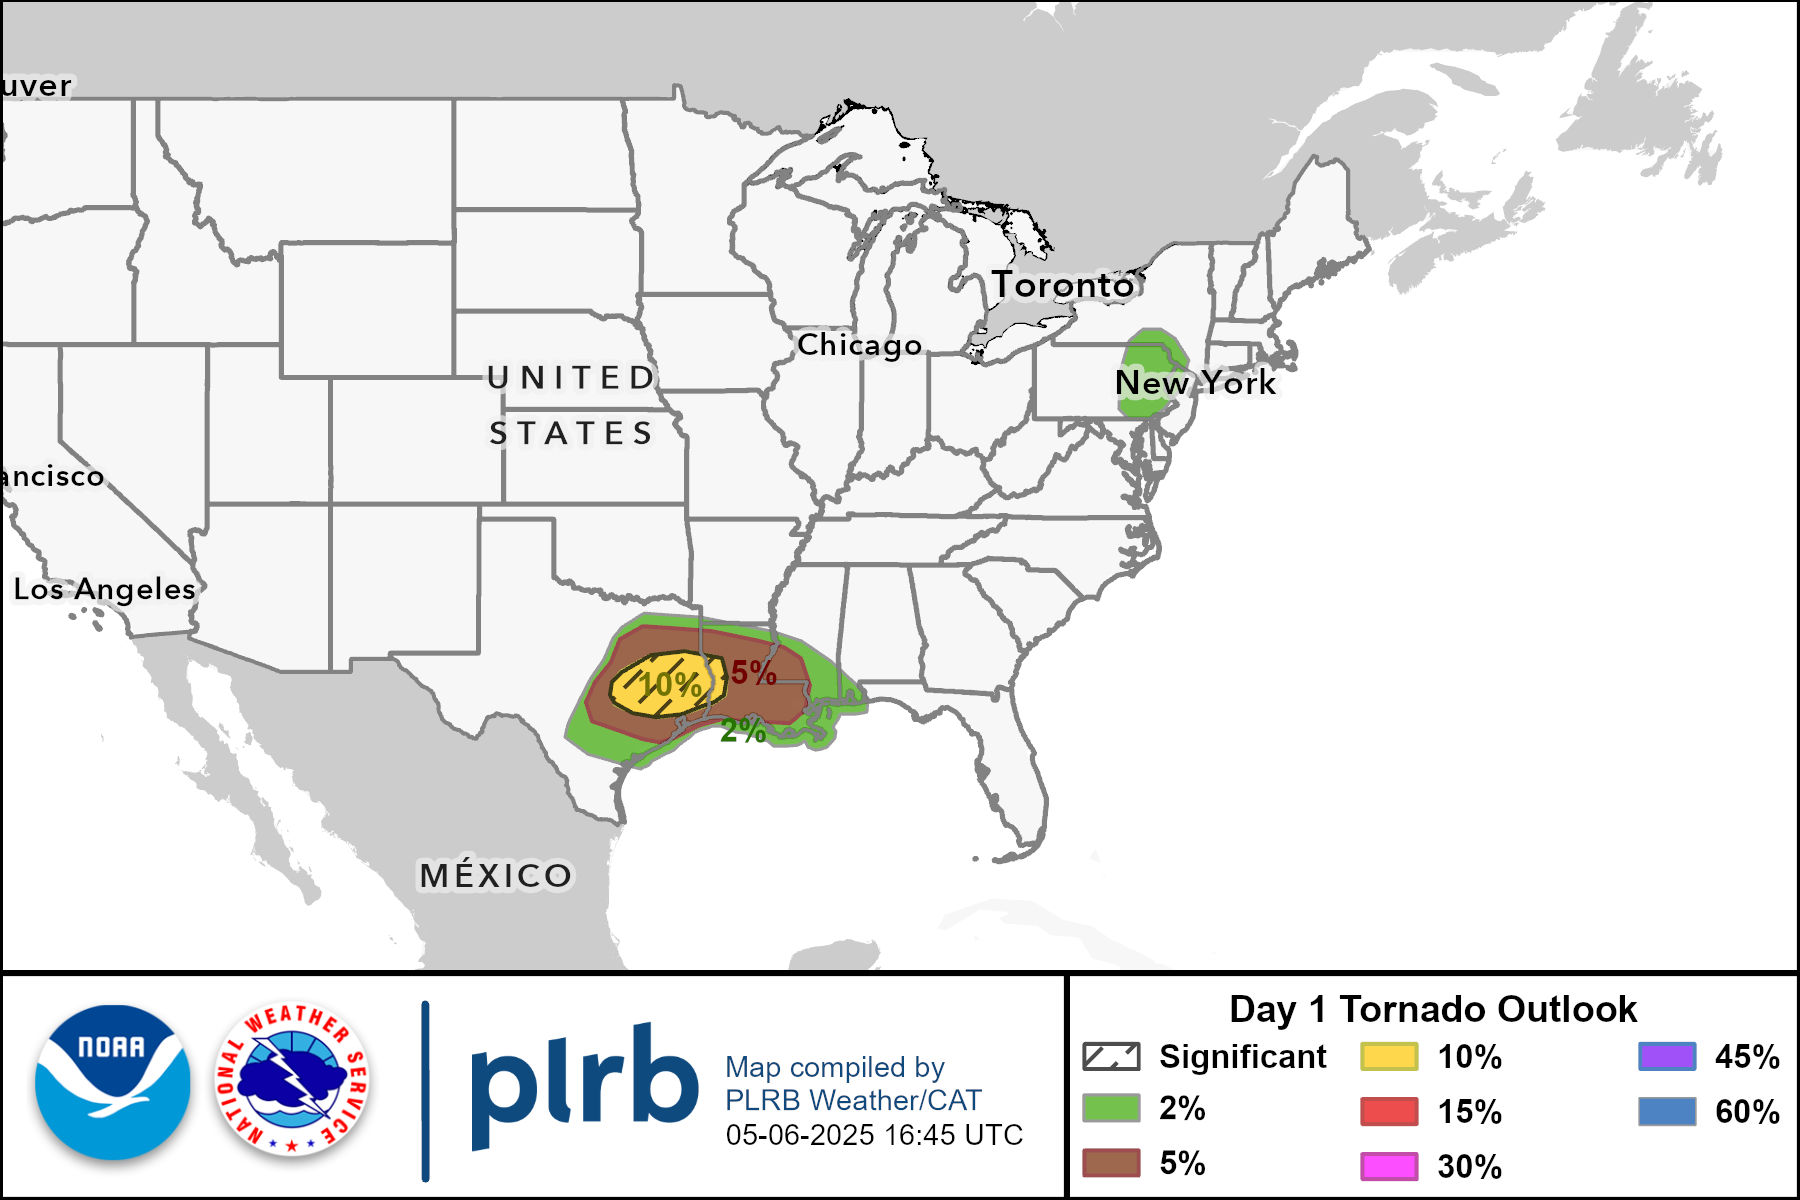 uver
Toronto
Chicago
UNITED
STATES
New York
ancisco
Los Angeles
10%
5%
2%
MÉXICO
NOAA
NATIONAL WEATHER SERVICE
plrb
Map compiled by
PLRB Weather/CAT
05-06-2025 16:45 UTC
Day 1 Tornado Outlook
Significant
2%
5%
10%
15%
30%
45%
60%